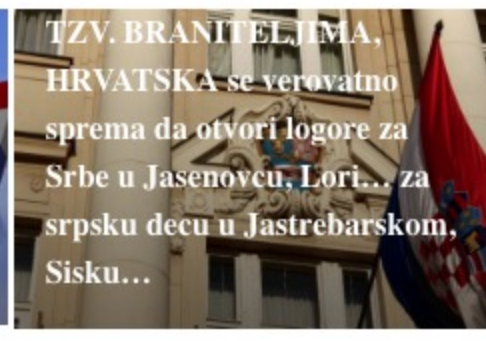 TZV. BRANITELJIMA,
HRVATSKA se verovatno
sprema da otvori logore za
Srbe u Jasenovcu, Lori... za
srpsku decu u Jastrebarskom,
Sisku...